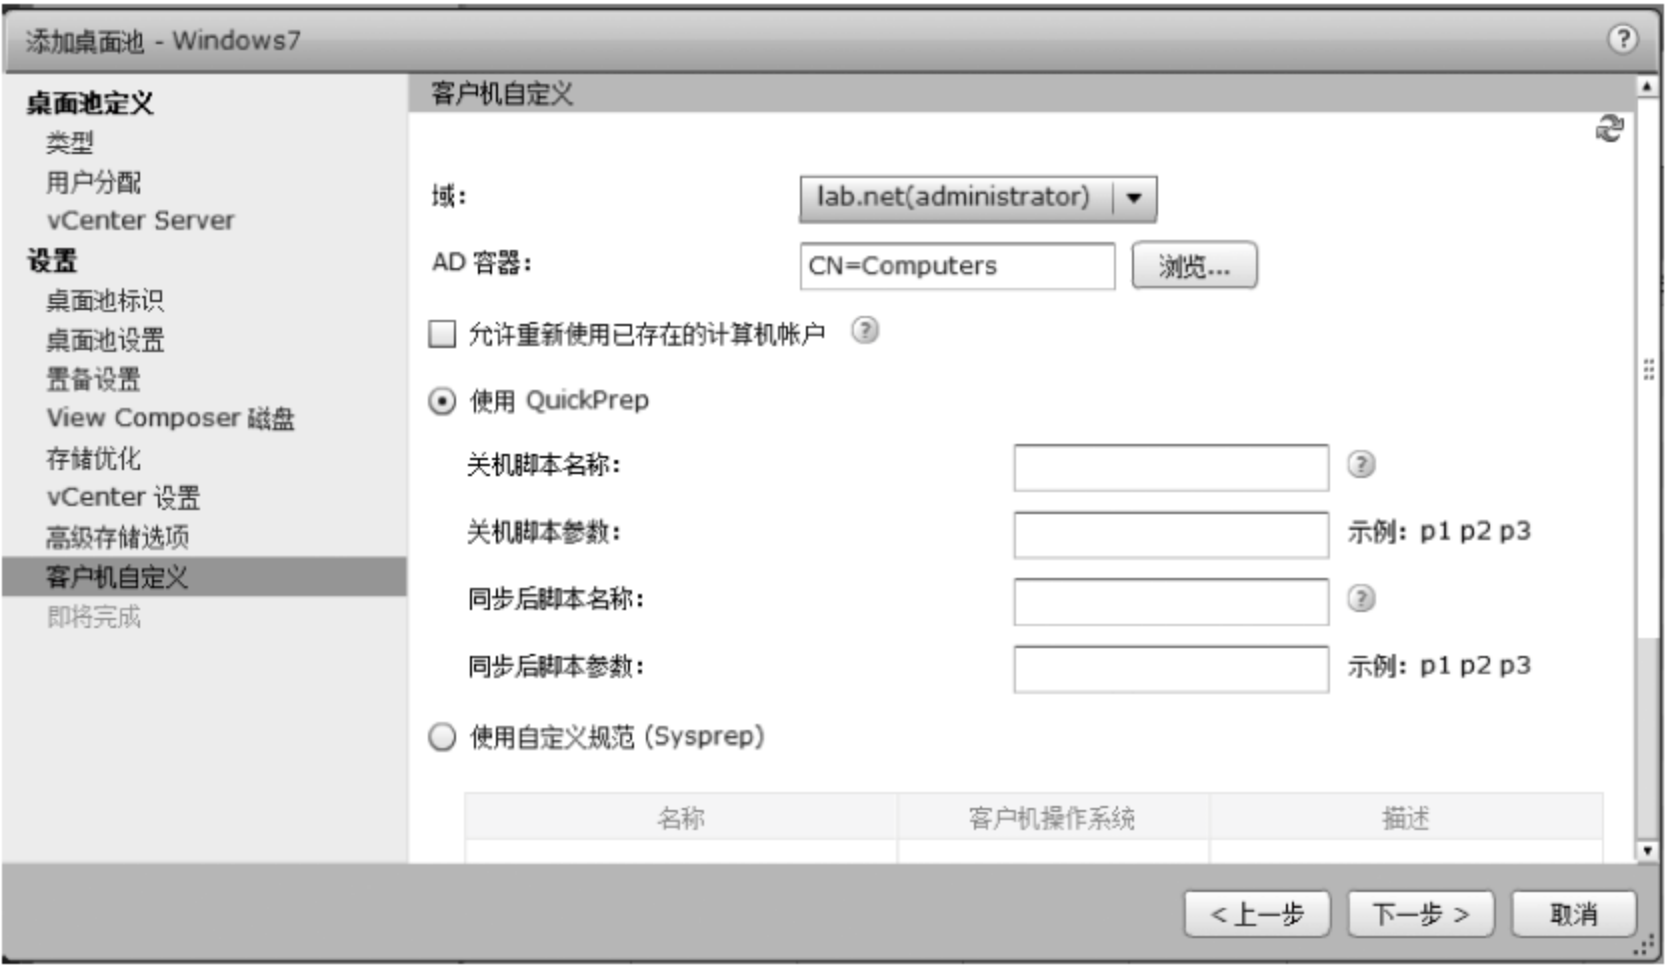 添加桌面池 - Windows7
?
桌面池定义
类型
用户分配
vCenter Server
设置
桌面池标识
桌面池设置
置备设置
View Composer 磁盘
存储优化
vCenter 设置
高级存储选项
客户机自定义
即将完成
客户机自定义
域：
lab.net(administrator)
AD 容器：
CN=Computers
浏览...
允许重新使用已存在的计算机帐户 ?
使用 QuickPrep
关机脚本名称：
?
关机脚本参数：
示例：p1 p2 p3
同步后脚本名称：
?
同步后脚本参数：
示例：p1 p2 p3
使用自定义规范 (Sysprep)
名称 客户机操作系统 描述
< 上一步 下一步 > 取消